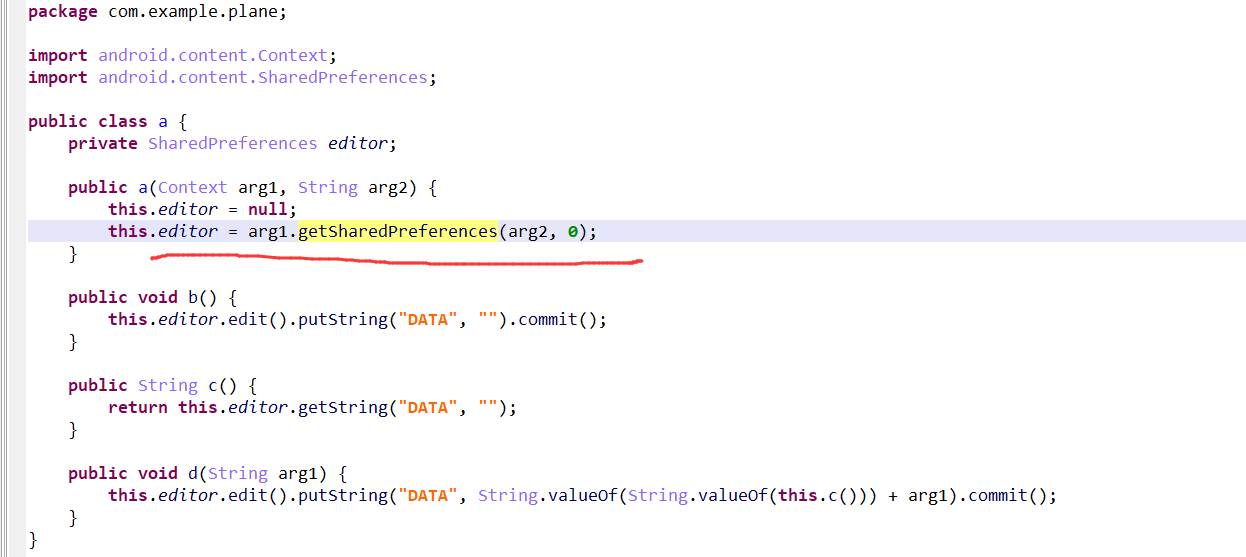 package com.example.plane;
import android.content.Context;
import android.content.SharedPreferences;
public class a {
private SharedPreferences editor;
public a(Context arg1, String arg2) {
this.editor = null;
this.editor = arg1.getSharedPreferences(arg2, 0);
}
public void b() {
this.editor.edit().putString("DATA", "").commit();
}
public String c() {
return this.editor.getString("DATA", "");
}
public void d(String arg1) {
this.editor.edit().putString("DATA", String.valueOf(String.valueOf(this.c())) + arg1).commit();
}
}